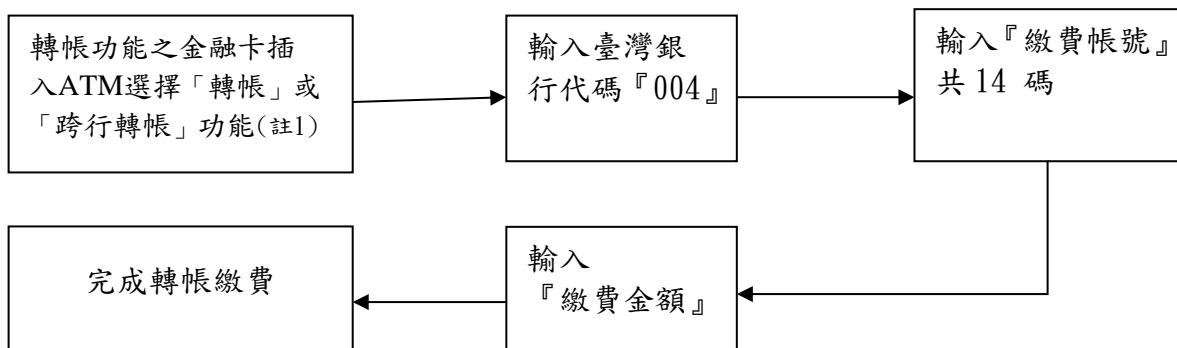 轉帳功能之金融卡插
入ATM選擇「轉帳」或
「跨行轉帳」功能(註1)
輸入臺灣銀
行代碼『004』
輸入『繳費帳號』
共 14 碼
輸入
『繳費金額』
完成轉帳繳費